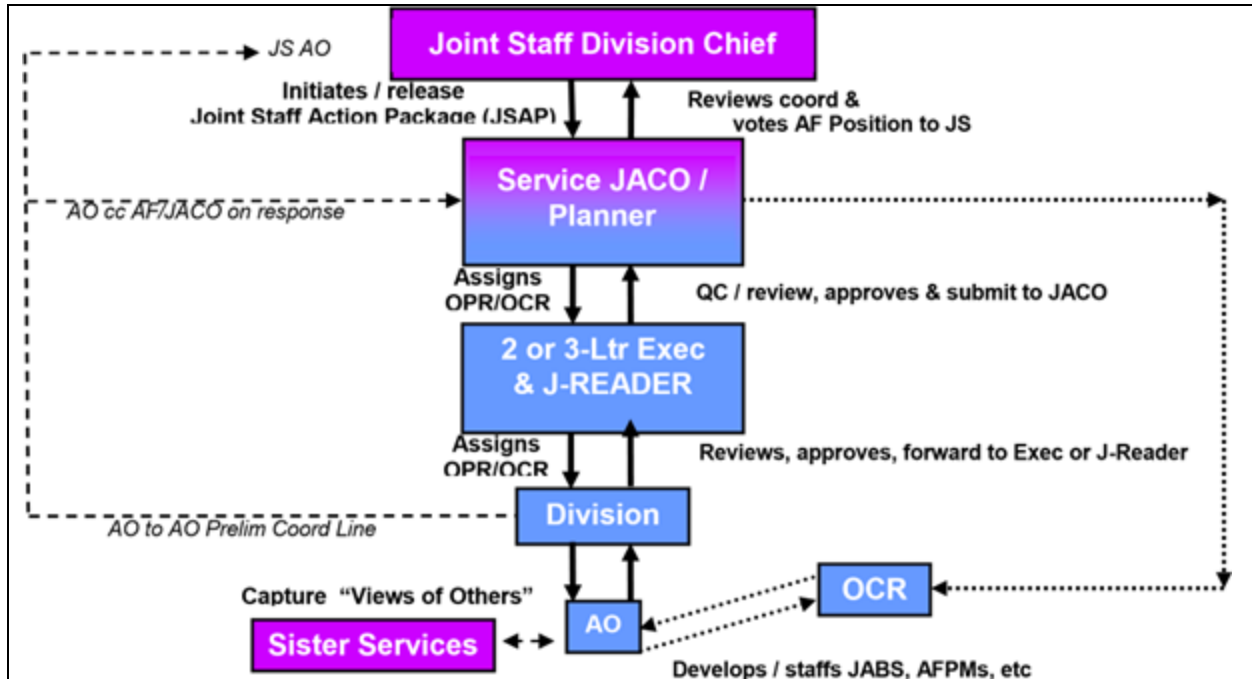 Joint Staff Division Chief
JS AO
Initiates / release
Joint Staff Action Package (JSAP)
Reviews coord &
votes AF Position to JS
Service JACO /
Planner
AO cc AF/JACO on response
Assigns
OPR/OCR
QC / review, approves & submit to JACO
2 or 3-Ltr Exec
& J-READER
Assigns
OPR/OCR
Reviews, approves, forward to Exec or J-Reader
Division
AO to AO Prelim Coord Line
Capture “Views of Others”
OCR
AO
Sister Services
Develops / staffs JABS, AFPMs, etc